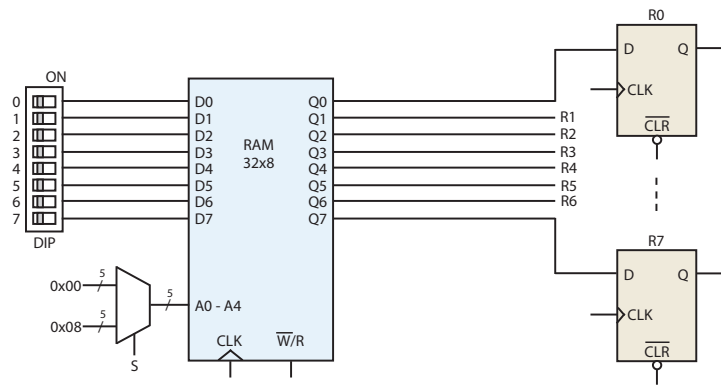 ON
0
1
2
3
4
5
6
7
DIP
D0
D1
D2
D3
D4
D5
D6
D7
RAM
32x8
Q0
Q1
Q2
Q3
Q4
Q5
Q6
Q7
R1
R2
R3
R4
R5
R6
0x00
5
0x08
5
S
5
A0 - A4
CLK
W̅/R
R0
D
Q
CLK
C̅L̅R̅
R7
D
Q
CLK
C̅L̅R̅